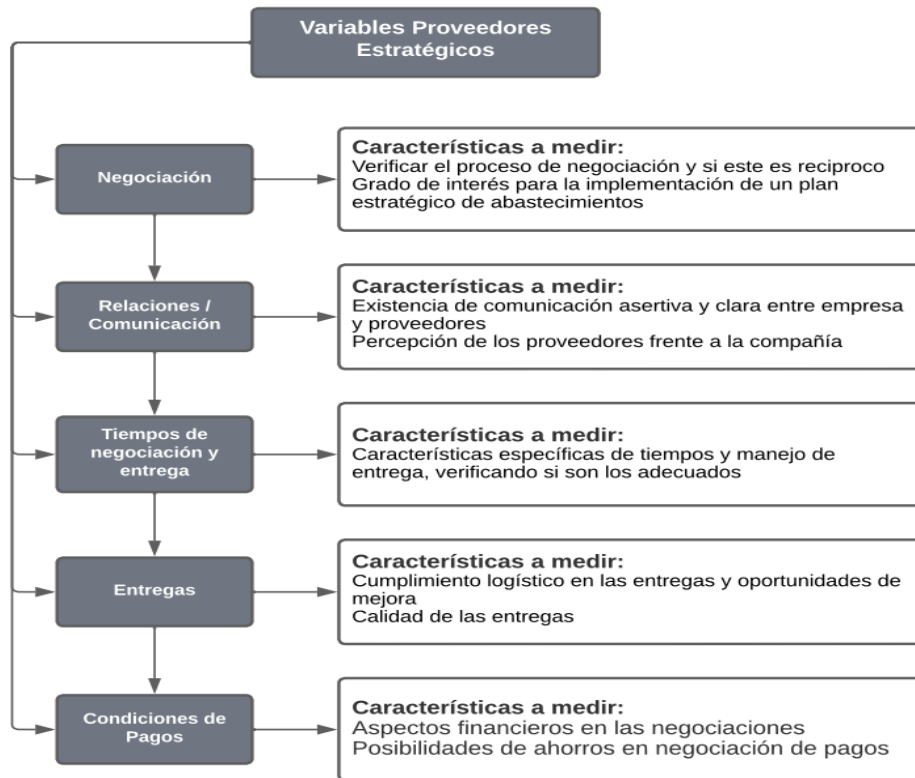 Variables Proveedores
Estratégicos
Negociación
Características a medir:
Verificar el proceso de negociación y si este es reciproco
Grado de interés para la implementación de un plan
estratégico de abastecimientos
Relaciones /
Comunicación
Características a medir:
Existencia de comunicación asertiva y clara entre empresa
y proveedores
Percepción de los proveedores frente a la compañía
Tiempos de
negociación y
entrega
Características a medir:
Características específicas de tiempos y manejo de
entrega, verificando si son los adecuados
Entregas
Características a medir:
Cumplimiento logístico en las entregas y oportunidades de
mejora
Calidad de las entregas
Condiciones de
Pagos
Características a medir:
Aspectos financieros en las negociaciones
Posibilidades de ahorros en negociación de pagos